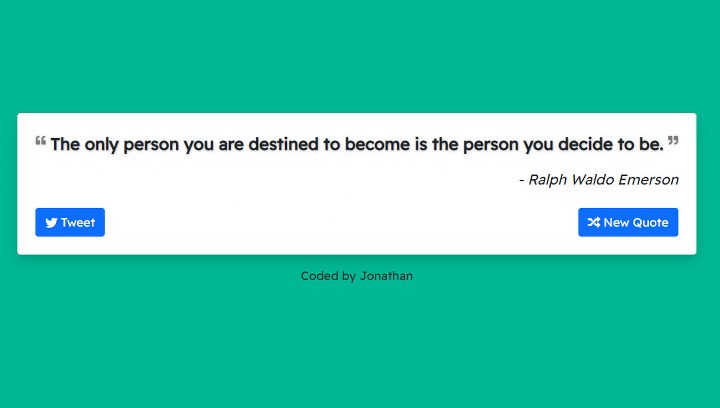 “ The only person you are destined to become is the person you decide to be. ”
- Ralph Waldo Emerson
Tweet
New Quote
Coded by Jonathan